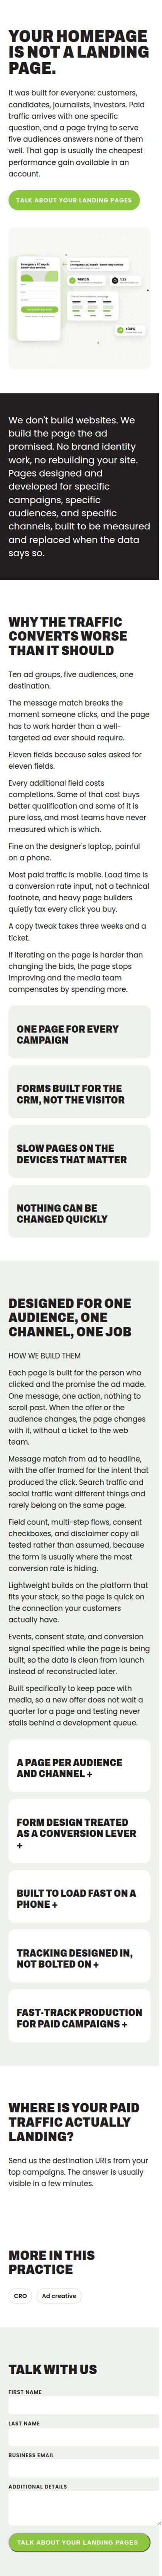 YOUR HOMEPAGE
IS NOT A LANDING
PAGE.
It was built for everyone: customers,
candidates, journalists, investors. Paid
traffic arrives with one specific
question, and a page trying to serve
five audiences answers none of them
well. That gap is usually the cheapest
performance gain available in an
account.
TALK ABOUT YOUR LANDING PAGES
Match
1.2s
+34%
We don't build websites. We
build the page the ad
promised. No brand identity
work, no rebuilding your site.
Pages designed and
developed for specific
campaigns, specific
audiences, and specific
channels, built to be measured
and replaced when the data
says so.
WHY THE TRAFFIC
CONVERTS WORSE
THAN IT SHOULD
Ten ad groups, five audiences, one
destination.
The message match breaks the
moment someone clicks, and the page
has to work harder than a well-
targeted ad ever should require.
Eleven fields because sales asked for
eleven fields.
Every additional field costs
completions. Some of that cost buys
better qualification and some of it is
pure loss, and most teams have never
measured which is which.
Fine on the designer's laptop, painful
on a phone.
Most paid traffic is mobile. Load time is
a conversion rate input, not a technical
footnote, and heavy page builders
quietly tax every click you buy.
A copy tweak takes three weeks and a
ticket.
If iterating on the page is harder than
changing the bids, the page stops
improving and the media team
compensates by spending more.
ONE PAGE FOR EVERY
CAMPAIGN
FORMS BUILT FOR THE
CRM, NOT THE VISITOR
SLOW PAGES ON THE
DEVICES THAT MATTER
NOTHING CAN BE
CHANGED QUICKLY
DESIGNED FOR ONE
AUDIENCE, ONE
CHANNEL, ONE JOB
HOW WE BUILD THEM
Each page is built for the person who
clicked and the promise the ad made.
One message, one action, nothing to
scroll past. When the offer or the
audience changes, the page changes
with it, without a ticket to the web
team.
Message match from ad to headline,
with the offer framed for the intent that
produced the click. Search traffic and
social traffic want different things and
rarely belong on the same page.
Field count, multi-step flows, consent
checkboxes, and disclaimer copy all
tested rather than assumed, because
the form is usually where the most
conversion rate is hiding.
Lightweight builds on the platform that
fits your stack, so the page is quick on
the connection your customers
actually have.
Events, consent state, and conversion
signal specified while the page is being
built, so the data is clean from launch
instead of reconstructed later.
Built specifically to keep pace with
media, so a new offer does not wait a
quarter for a page and testing never
stalls behind a development queue.
A PAGE PER AUDIENCE
AND CHANNEL +
FORM DESIGN TREATED
AS A CONVERSION LEVER
+
BUILT TO LOAD FAST ON A
PHONE +
TRACKING DESIGNED IN,
NOT BOLTED ON +
FAST-TRACK PRODUCTION
FOR PAID CAMPAIGNS +
WHERE IS YOUR PAID
TRAFFIC ACTUALLY
LANDING?
Send us the destination URLs from your
top campaigns. The answer is usually
visible in a few minutes.
MORE IN THIS
PRACTICE
CRO Ad creative
TALK WITH US
FIRST NAME
LAST NAME
BUSINESS EMAIL
ADDITIONAL DETAILS
TALK ABOUT YOUR LANDING PAGES